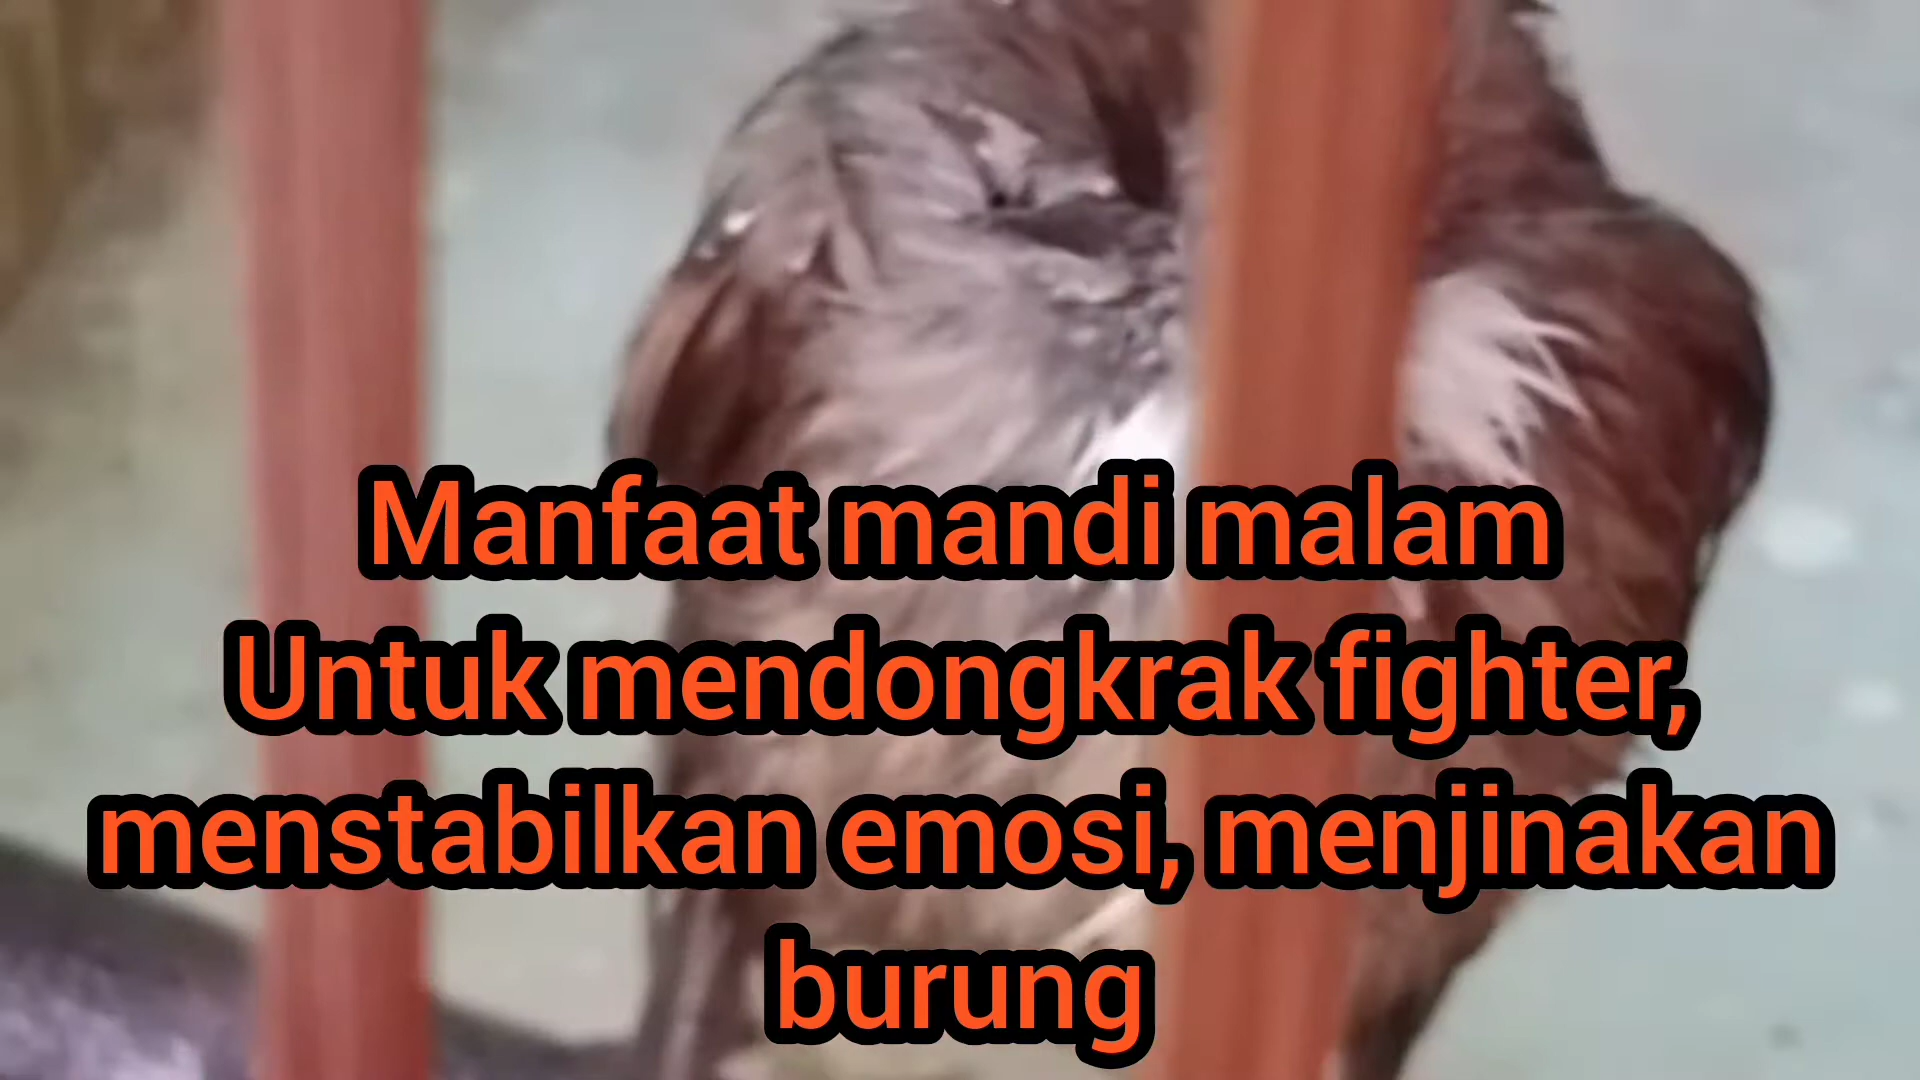 Manfaat mandi malam
Untuk mendongkrak fighter,
menstabilkan emosi, menjinakan
burung